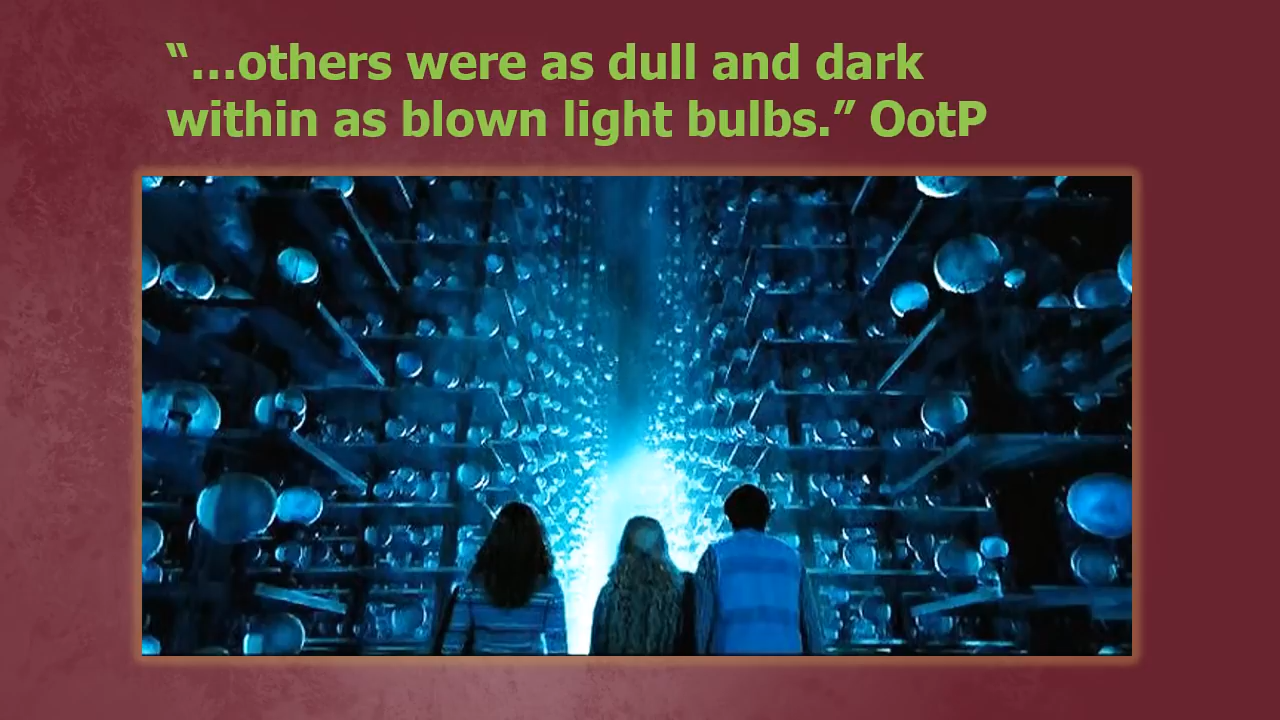 “…others were as dull and dark
within as blown light bulbs.” OotP